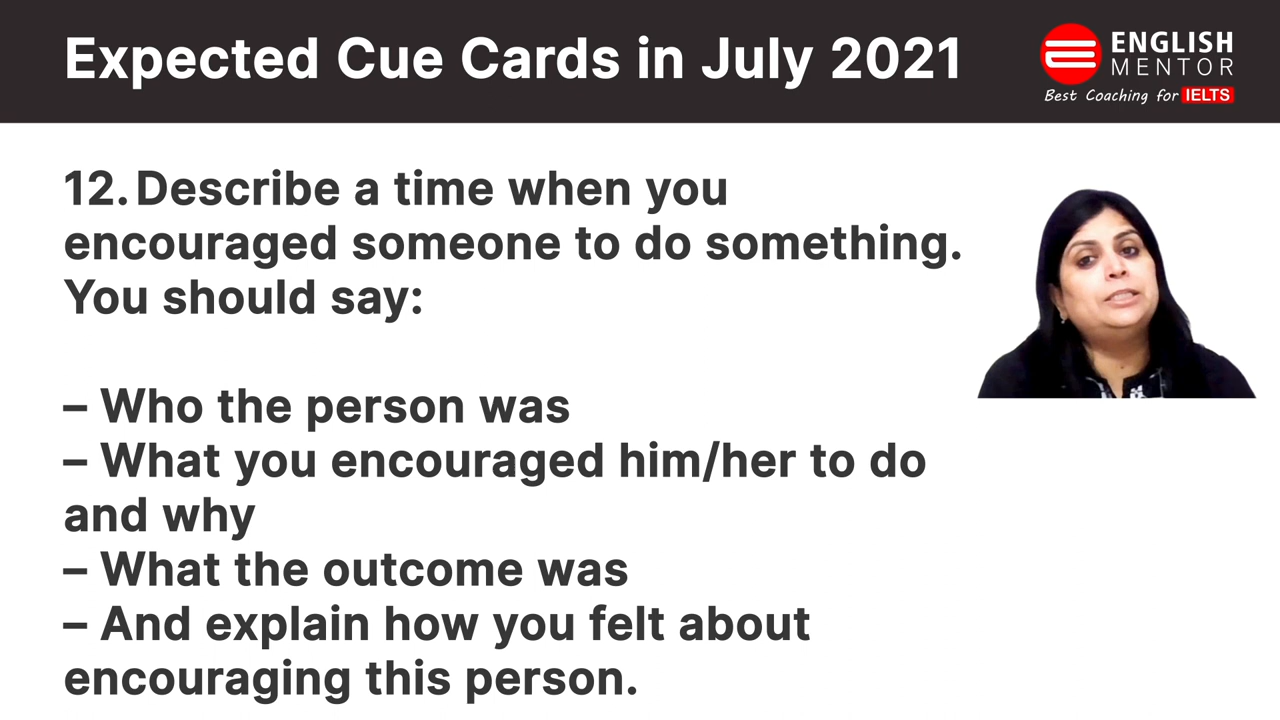 Expected Cue Cards in July 2021
ENGLISH
MENTOR
Best Coaching for IELTS
12. Describe a time when you
encouraged someone to do something.
You should say:
– Who the person was
– What you encouraged him/her to do
and why
– What the outcome was
– And explain how you felt about
encouraging this person.